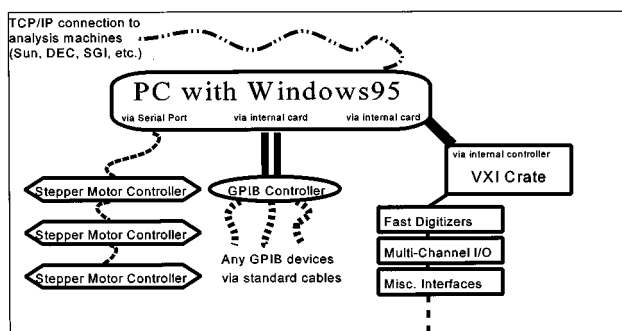 TCP/IP connection to
analysis machines
(Sun, DEC, SGI, etc.)
PC with Windows95
via Serial Port via internal card via internal card
via internal controller
VXI Crate
Stepper Motor Controller
GPIB Controller
Fast Digitizers
Stepper Motor Controller
Multi-Channel I/O
Any GPIB devices
via standard cables
Stepper Motor Controller
Misc. Interfaces